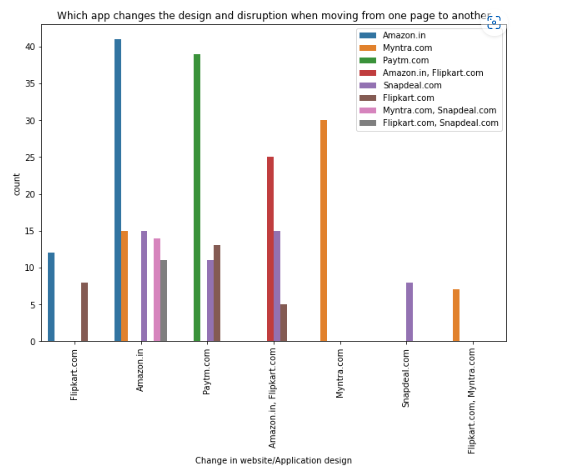 Which app changes the design and disruption when moving from one page to another
Amazon.in
Myntra.com
Paytm.com
Amazon.in, Flipkart.com
Snapdeal.com
Flipkart.com
Myntra.com, Snapdeal.com
Flipkart.com, Snapdeal.com
count
40
35
30
25
20
15
10
5
0
Flipkart.com
Amazon.in
Paytm.com
Amazon.in, Flipkart.com
Myntra.com
Snapdeal.com
Flipkart.com, Myntra.com
Change in website/Application design